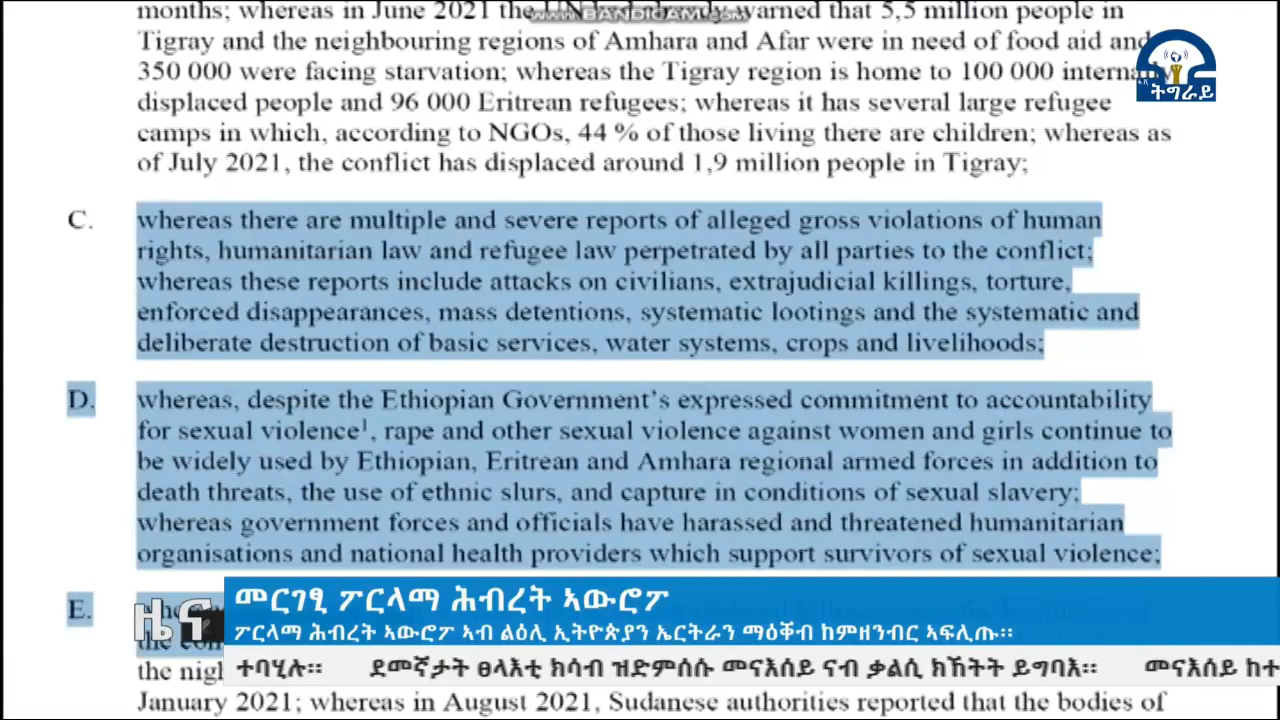 months; whereas in June 2021 the UN had already warned that 5,5 million people in
www.BANDICAM.com
Tigray and the neighbouring regions of Amhara and Afar were in need of food aid and
350 000 were facing starvation; whereas the Tigray region is home to 100 000 internally
ትግራይ
displaced people and 96 000 Eritrean refugees; whereas it has several large refugee
camps in which, according to NGOs, 44 % of those living there are children; whereas as
of July 2021, the conflict has displaced around 1,9 million people in Tigray;
C. whereas there are multiple and severe reports of alleged gross violations of human
rights, humanitarian law and refugee law perpetrated by all parties to the conflict;
whereas these reports include attacks on civilians, extrajudicial killings, torture,
enforced disappearances, mass detentions, systematic lootings and the systematic and
deliberate destruction of basic services, water systems, crops and livelihoods;
D. whereas, despite the Ethiopian Government’s expressed commitment to accountability
for sexual violence¹, rape and other sexual violence against women and girls continue to
be widely used by Ethiopian, Eritrean and Amhara regional armed forces in addition to
death threats, the use of ethnic slurs, and capture in conditions of sexual slavery;
whereas government forces and officials have harassed and threatened humanitarian
organisations and national health providers which support survivors of sexual violence;
E.
ዜና
መርገፂ ፖርላማ ሕብረት ኣውሮፖ
ፖርላማ ሕብረት ኣውሮፖ ኣብ ልዕሊ ኢትዮጵያን ኤርትራን ማዕቐብ ከምዘንብር ኣፍሊጡ።
the
ተባሂሉ። ደመኛታት ፀላእቲ ክሳብ ዝድምሰሱ መናእሰይ ናብ ቃልሲ ክኸትት ይግባእ። መናእሰይ
the
January 2021; whereas in August 2021, Sudanese authorities reported that the bodies of